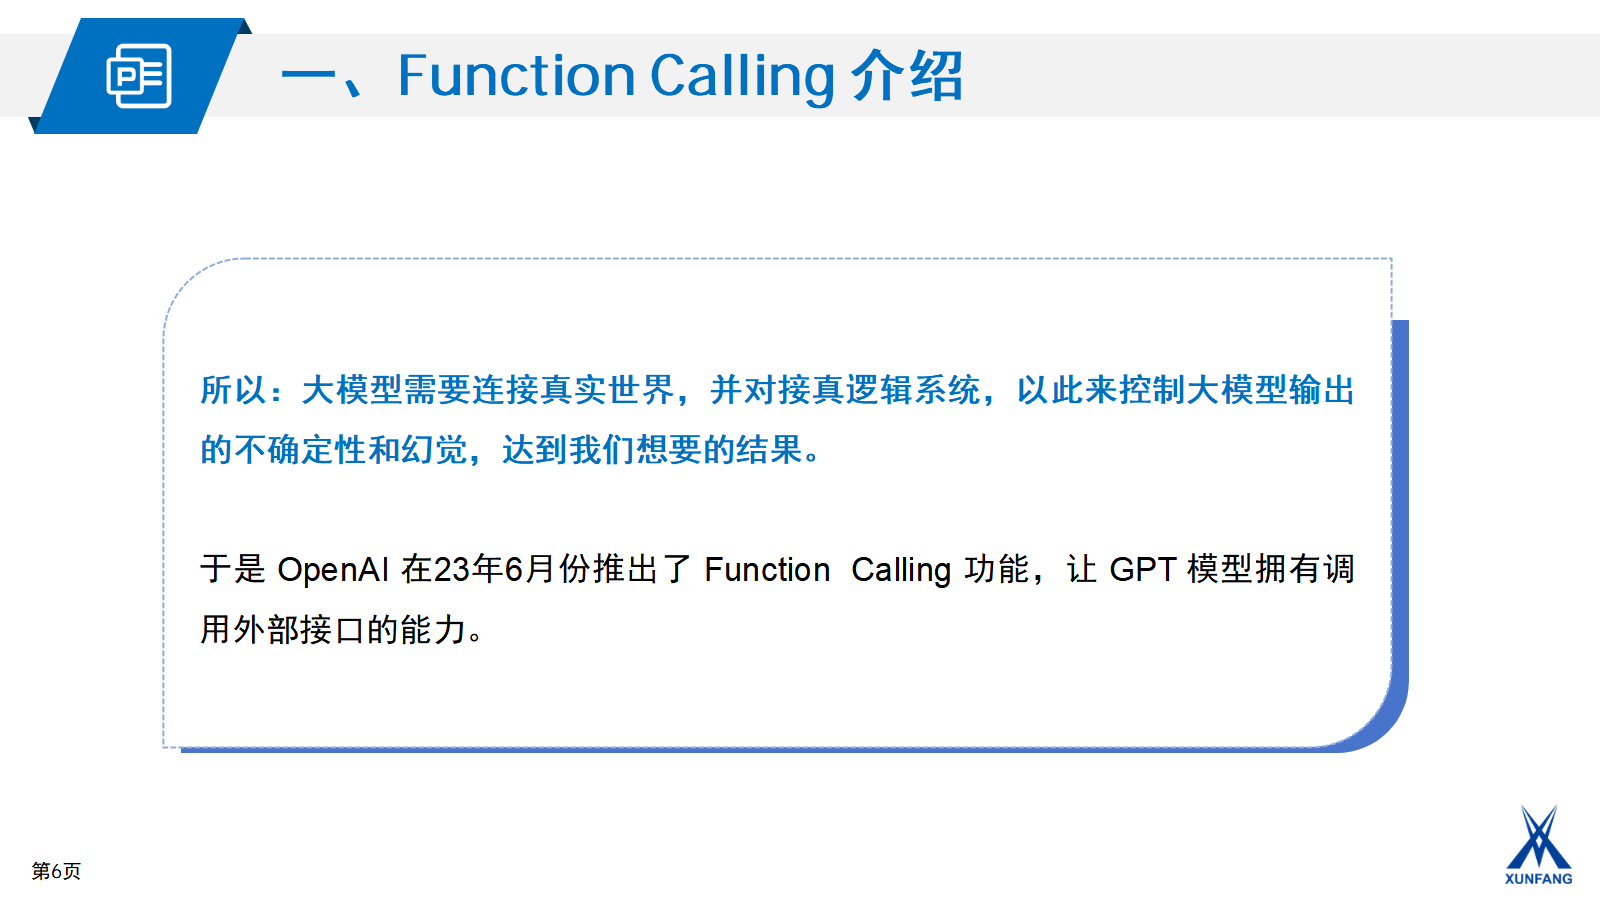 一、Function Calling 介绍
所以：大模型需要连接真实世界，并对接真逻辑系统，以此来控制大模型输出
的不确定性和幻觉，达到我们想要的结果。
于是 OpenAI 在23年6月份推出了 Function Calling 功能，让 GPT 模型拥有调
用外部接口的能力。
第6页
XUNFANG